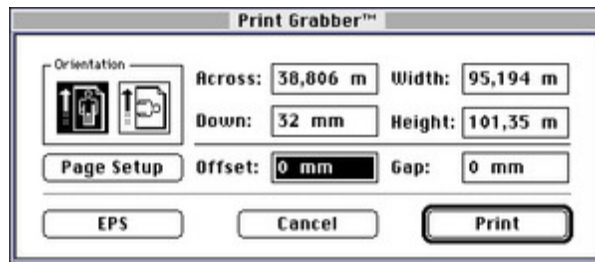 Print Grabber™
Orientation
Across: 38,806 m Width: 95,194 m
Down: 32 mm Height: 101,35 m
Page Setup Offset: 0 mm Gap: 0 mm
EPS Cancel Print